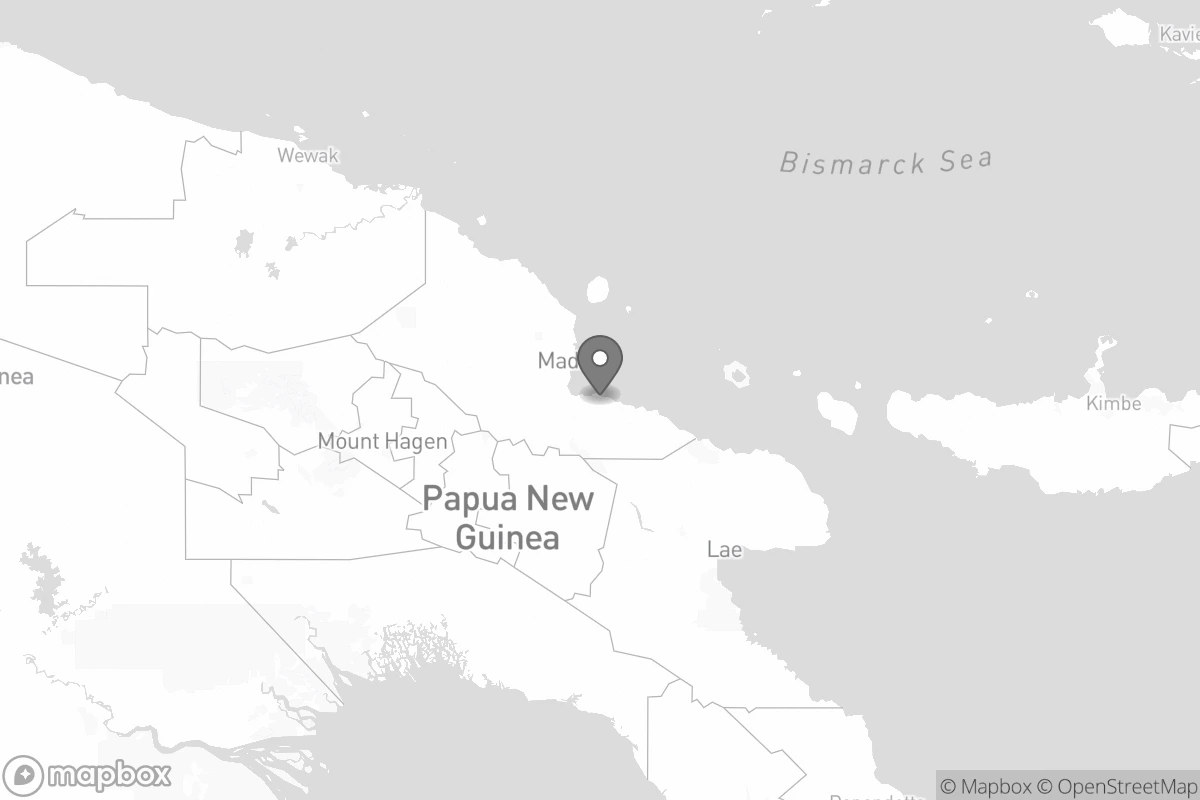 Kavie
Bismarck Sea
Wewak
Mad
nea
Kimbe
Mount Hagen
Papua New
Guinea
Lae
mapbox
© Mapbox © OpenStreetMap